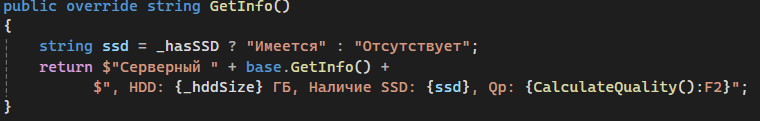 public override string GetInfo()
{
string ssd = _hasSSD ? "Имеется" : "Отсутствует";
return $"Серверный " + base.GetInfo() +
$", HDD: {_hddSize} ГБ, Наличие SSD: {ssd}, Qp: {CalculateQuality():F2}";
}